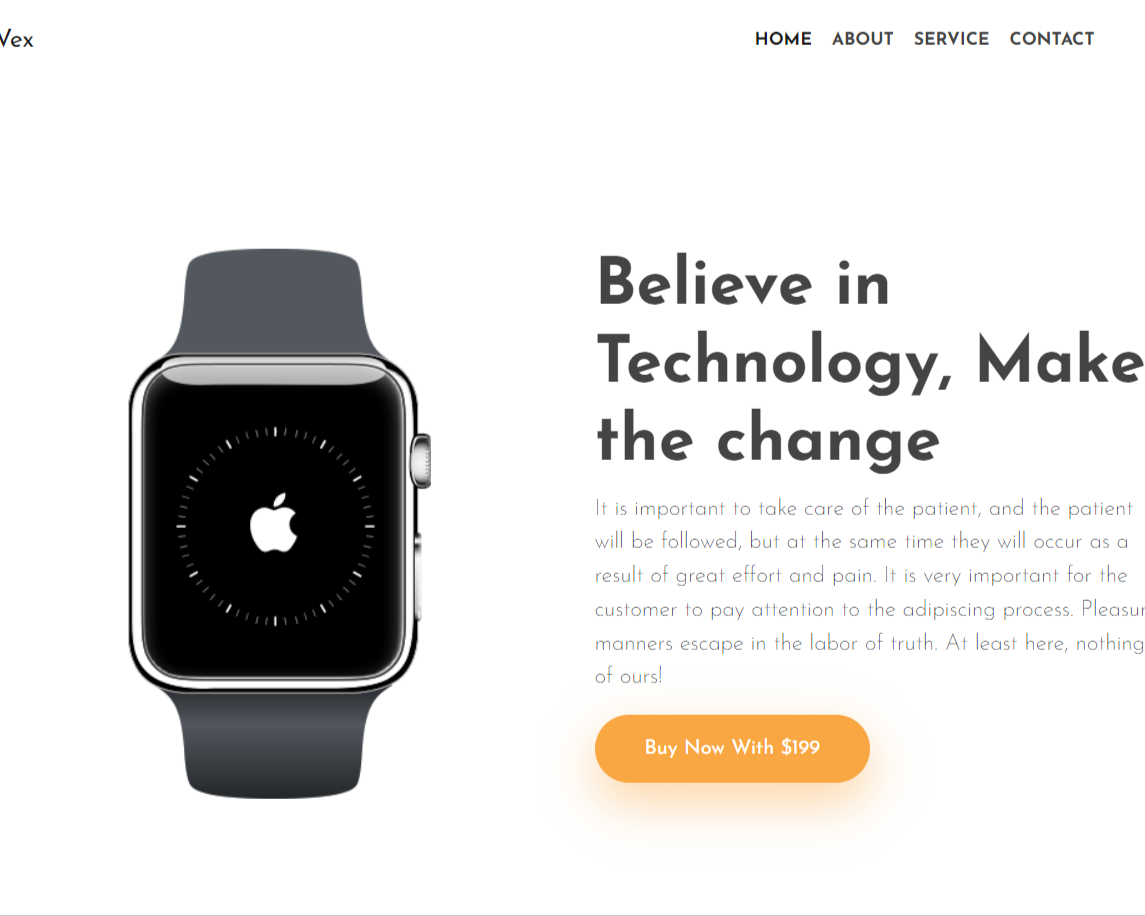 Vex
HOME ABOUT SERVICE CONTACT
Believe in
Technology, Make
the change
It is important to take care of the patient, and the patient
will be followed, but at the same time they will occur as a
result of great effort and pain. It is very important for the
customer to pay attention to the adipiscing process. Pleasur
manners escape in the labor of truth. At least here, nothing
of ours!
Buy Now With $199